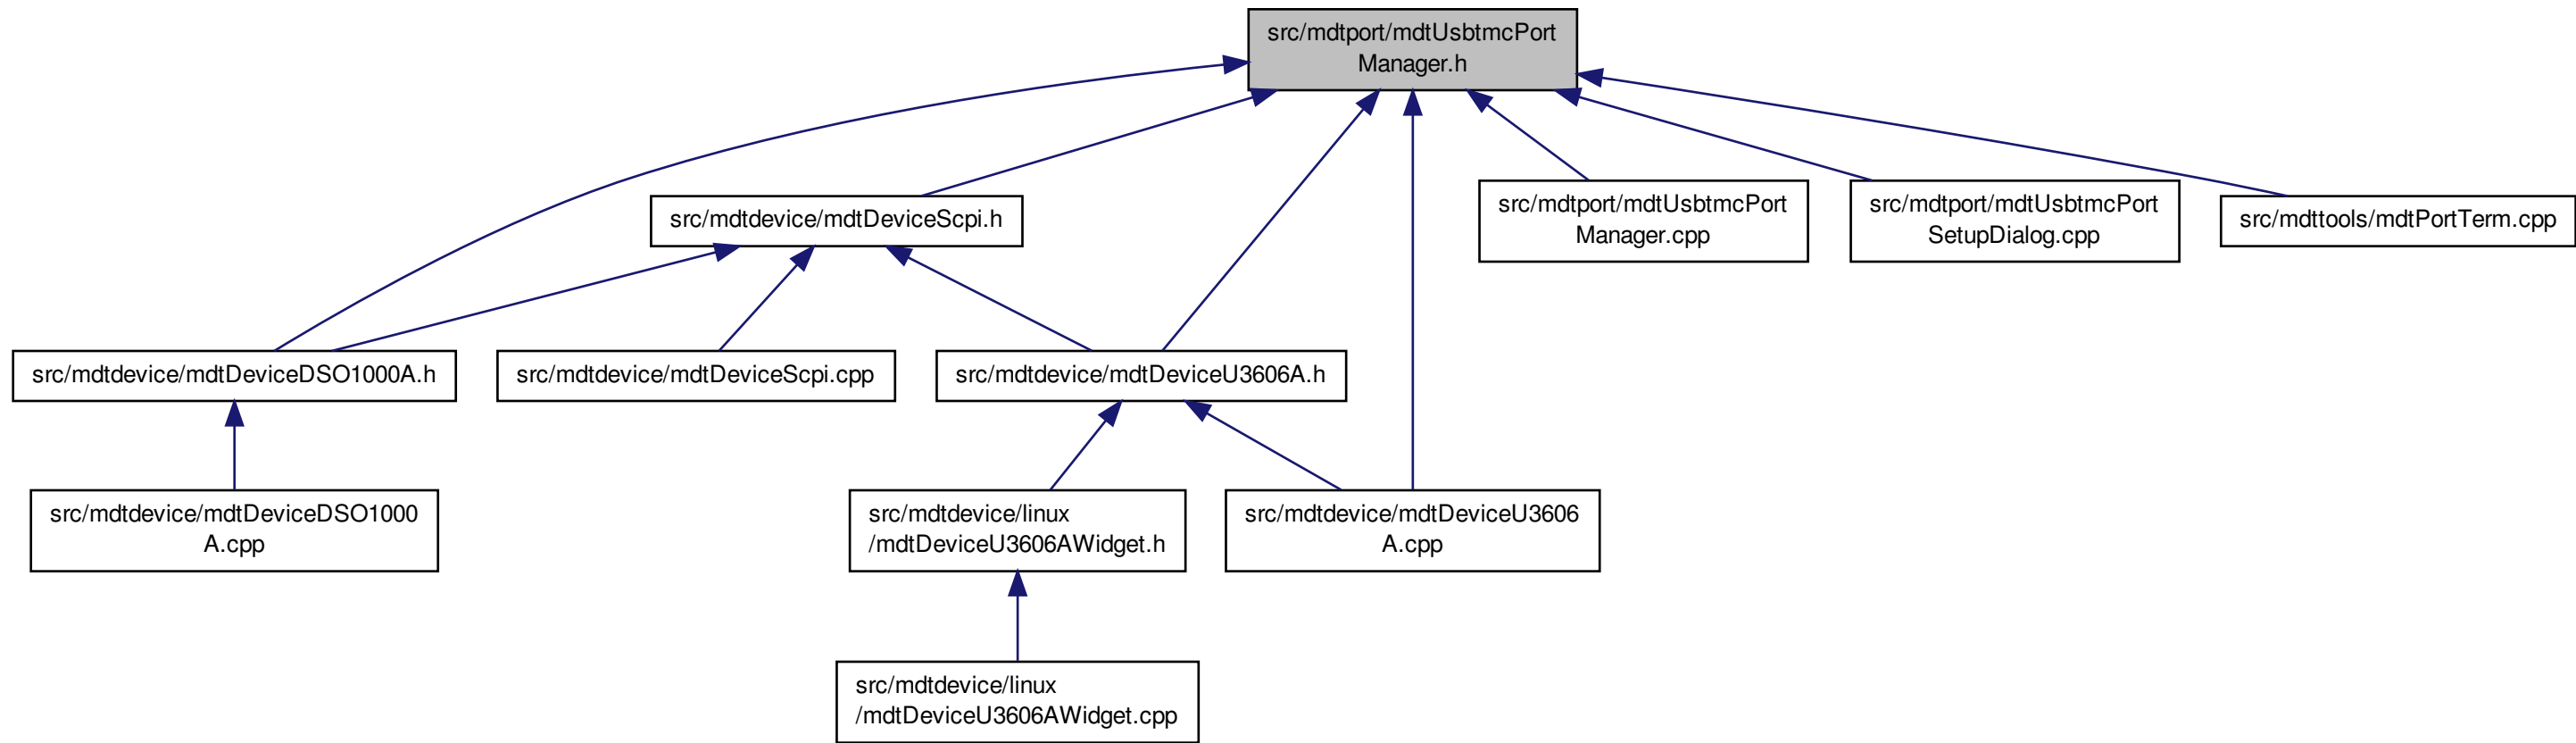 src/mdtport/mdtUsbtmcPort
Manager.h
src/mdtdevice/mdtDeviceScpi.h
src/mdtport/mdtUsbtmcPort
Manager.cpp
src/mdtport/mdtUsbtmcPort
SetupDialog.cpp
src/mdttools/mdtPortTerm.cpp
src/mdtdevice/mdtDeviceDSO1000A.h
src/mdtdevice/mdtDeviceScpi.cpp
src/mdtdevice/mdtDeviceU3606A.h
src/mdtdevice/mdtDeviceDSO1000
A.cpp
src/mdtdevice/linux
/mdtDeviceU3606AWidget.h
src/mdtdevice/mdtDeviceU3606
A.cpp
src/mdtdevice/linux
/mdtDeviceU3606AWidget.cpp